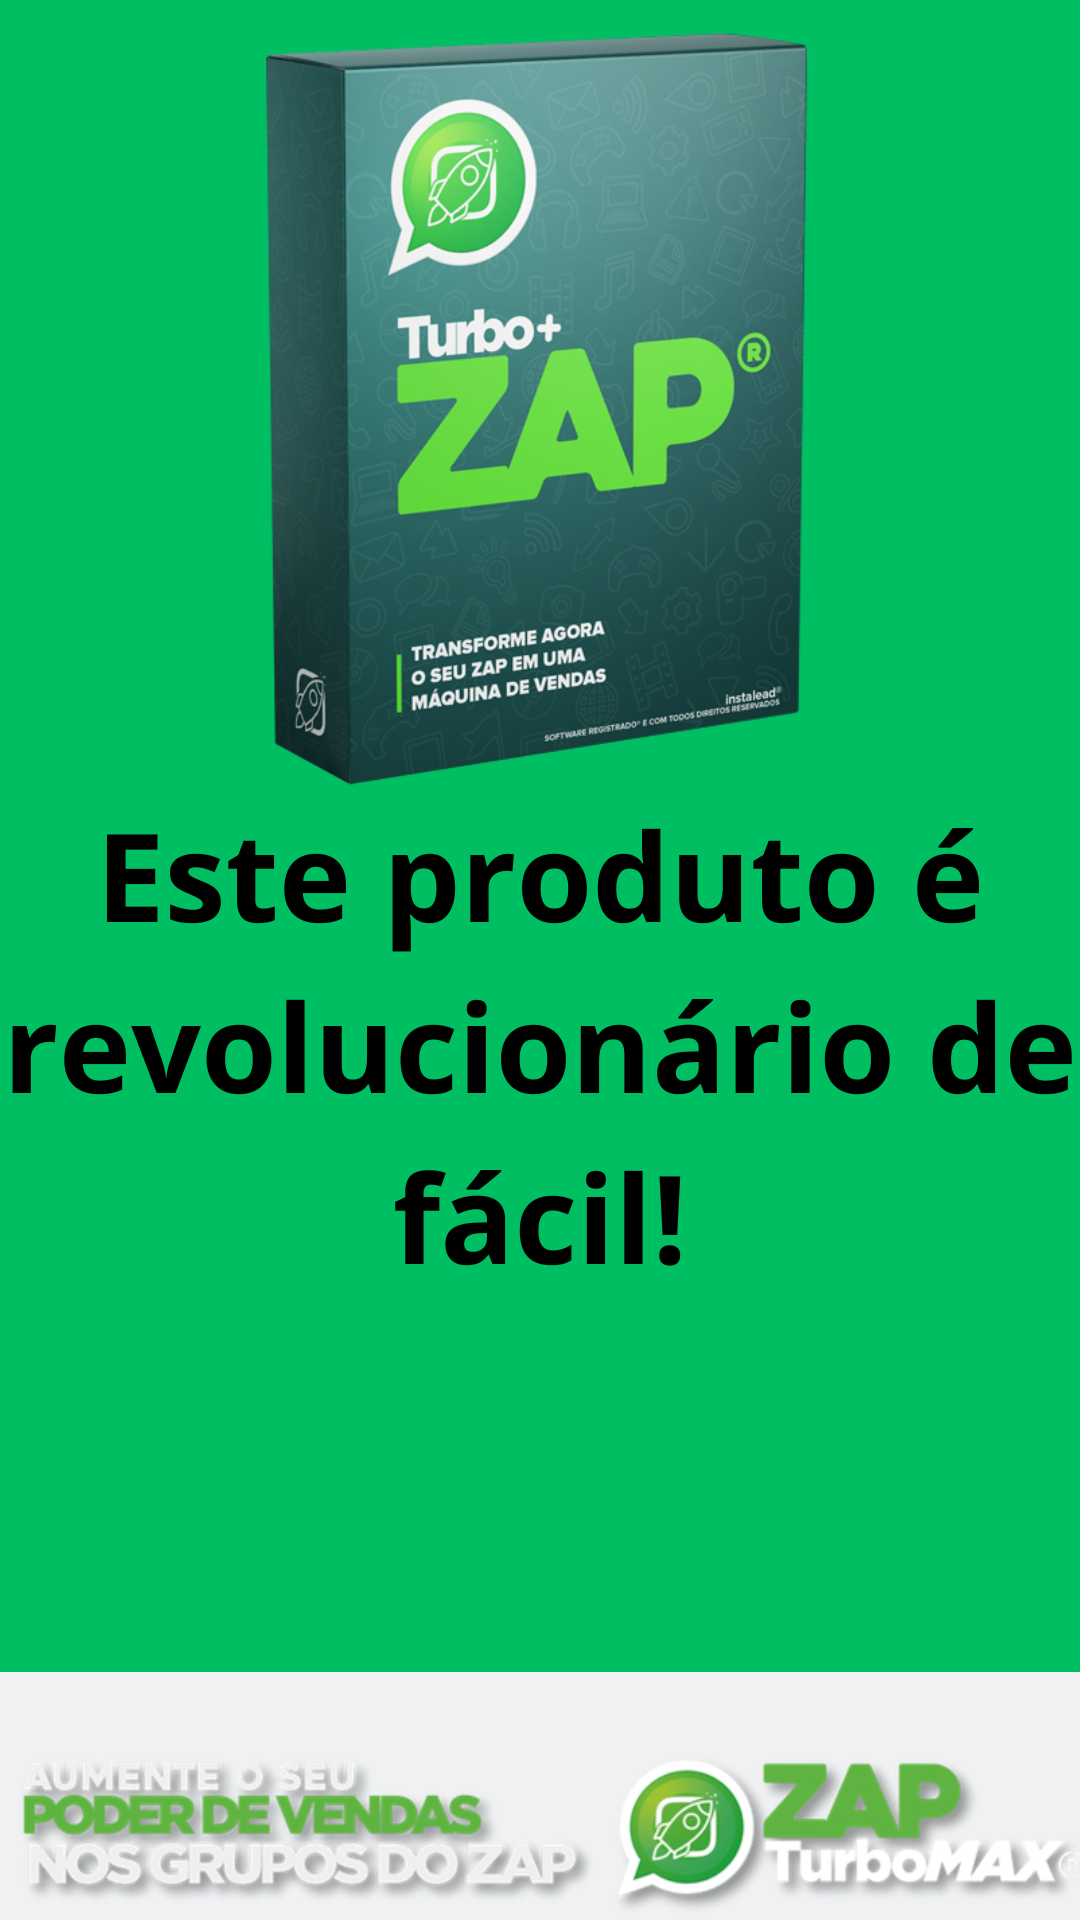 Turbo+
ZAP®
TRANSFORME AGORA
O SEU ZAP EM UMA
MÁQUINA DE VENDAS
instalead®
SOFTWARE REGISTRADO® E COM TODOS DIREITOS RESERVADOS
Este produto é
revolucionário de
fácil!
AUMENTE O SEU
PODER DE VENDAS
NOS GRUPOS DO ZAP
ZAP
TurboMAX®